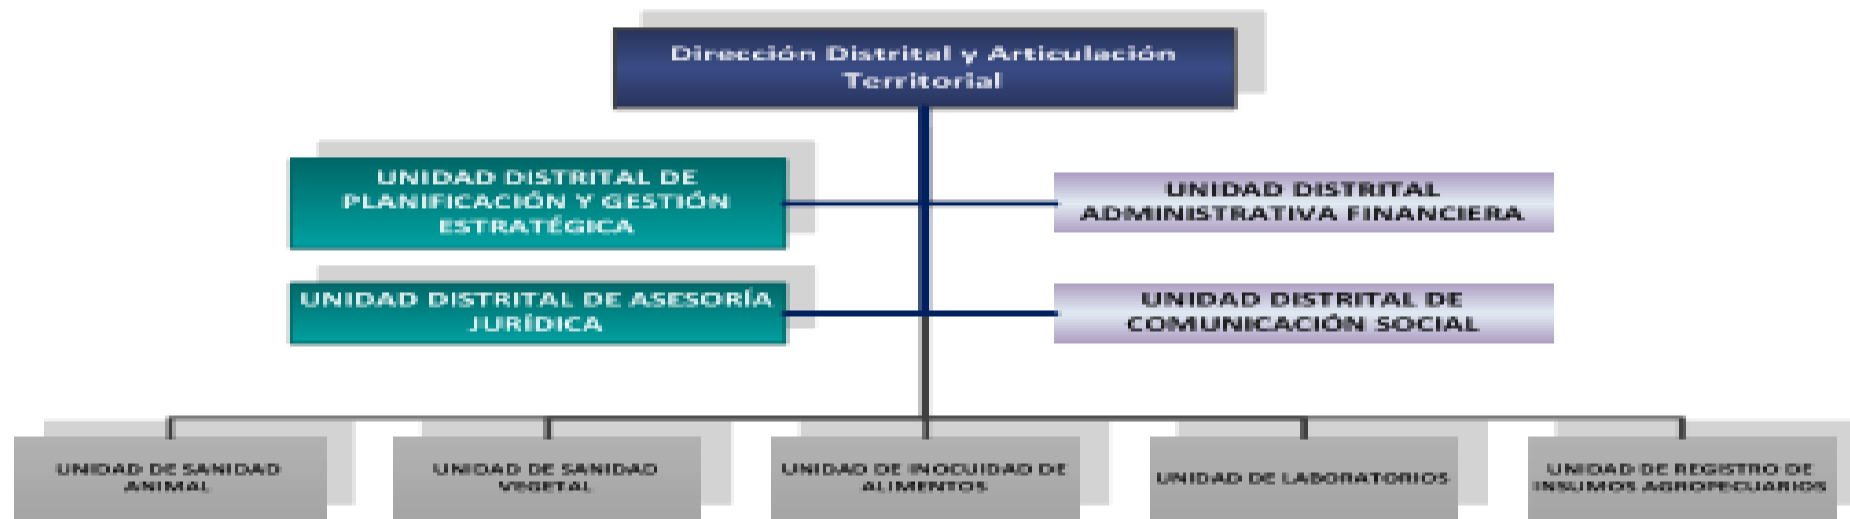 Dirección Distrital y Articulación
Territorial
UNIDAD DISTRITAL DE
PLANIFICACIÓN Y GESTIÓN
ESTRATÉGICA
UNIDAD DISTRITAL
ADMINISTRATIVA FINANCIERA
UNIDAD DISTRITAL DE ASESORÍA
JURÍDICA
UNIDAD DISTRITAL DE
COMUNICACIÓN SOCIAL
UNIDAD DE SANIDAD
ANIMAL
UNIDAD DE SANIDAD
VEGETAL
UNIDAD DE INOCUIDAD DE
ALIMENTOS
UNIDAD DE LABORATORIOS
UNIDAD DE REGISTRO DE
INSUMOS AGROPECUARIOS